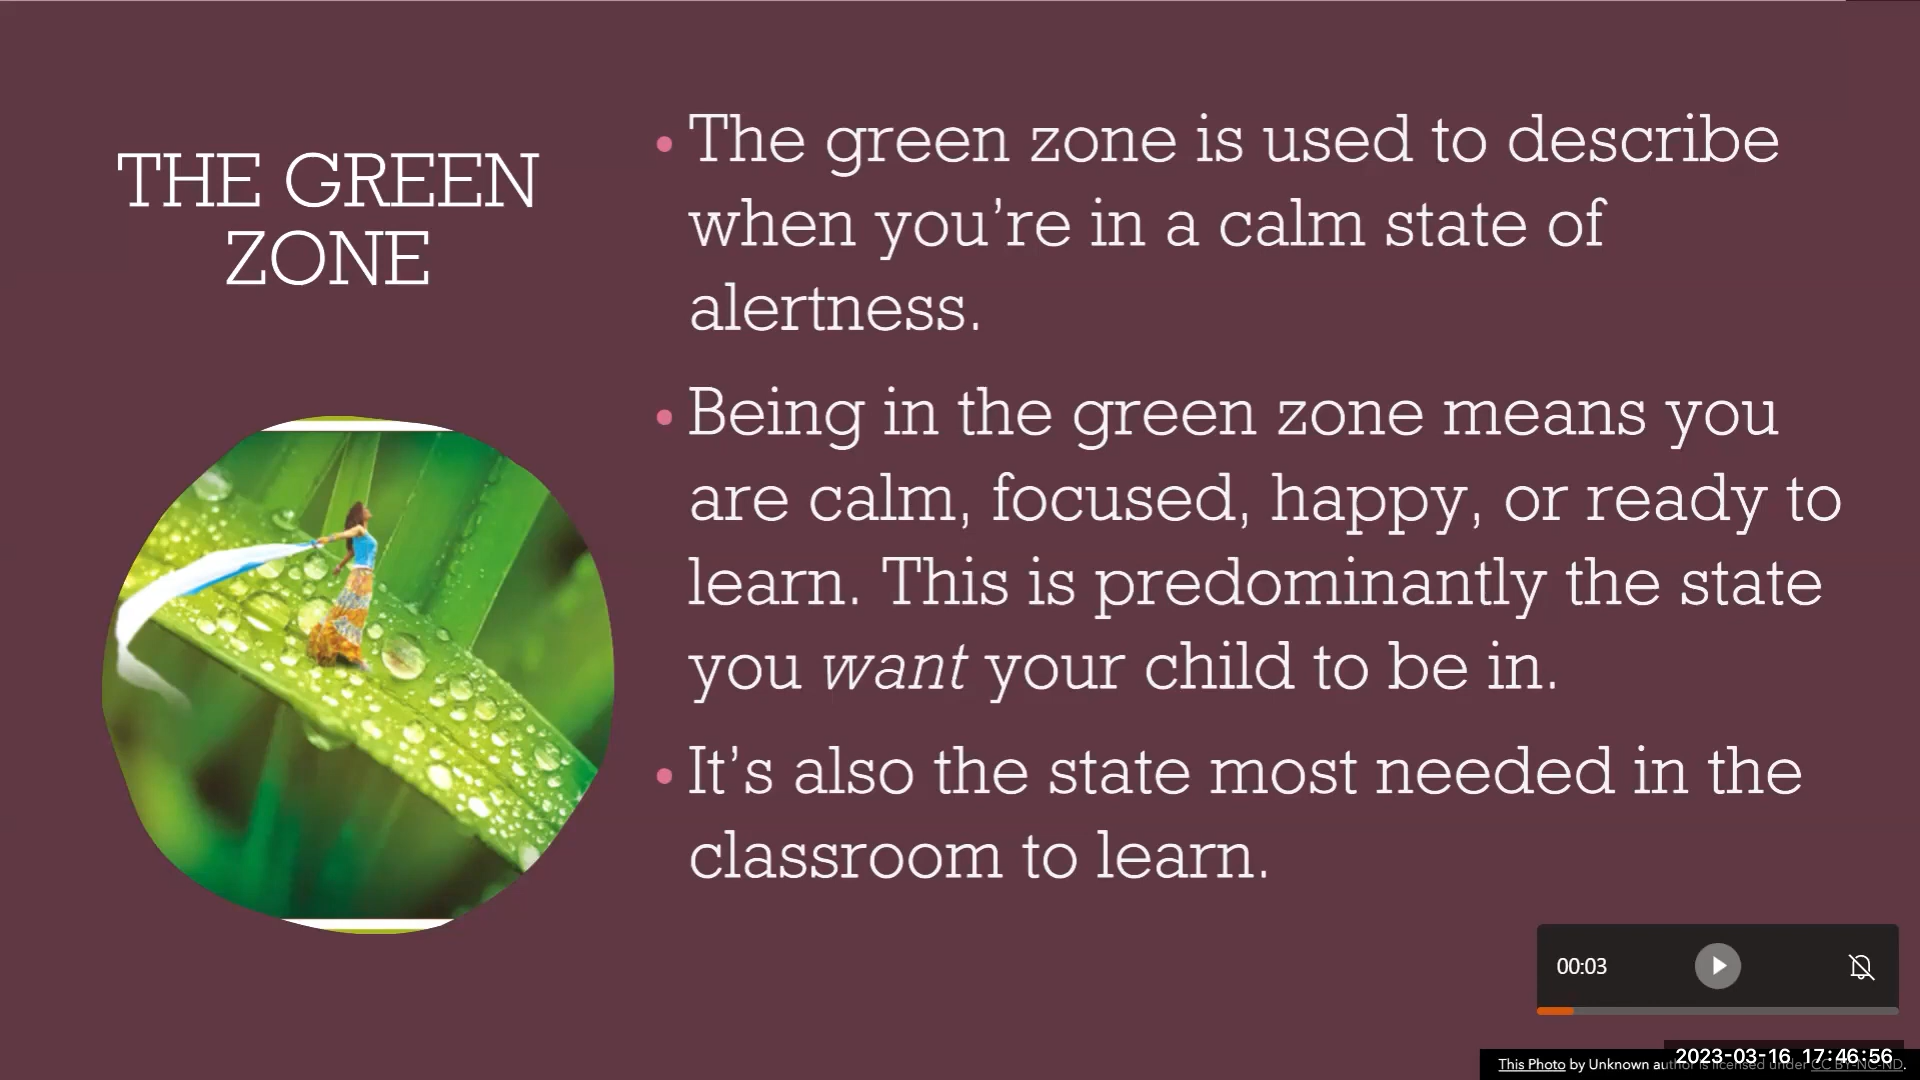 THE GREEN
ZONE
• The green zone is used to describe
when you’re in a calm state of
alertness.
• Being in the green zone means you
are calm, focused, happy, or ready to
learn. This is predominantly the state
you want your child to be in.
• It’s also the state most needed in the
classroom to learn.
00:03
2023-03-16 17:46:56
This Photo by Unknown author is licensed under CC BY-NC-ND.